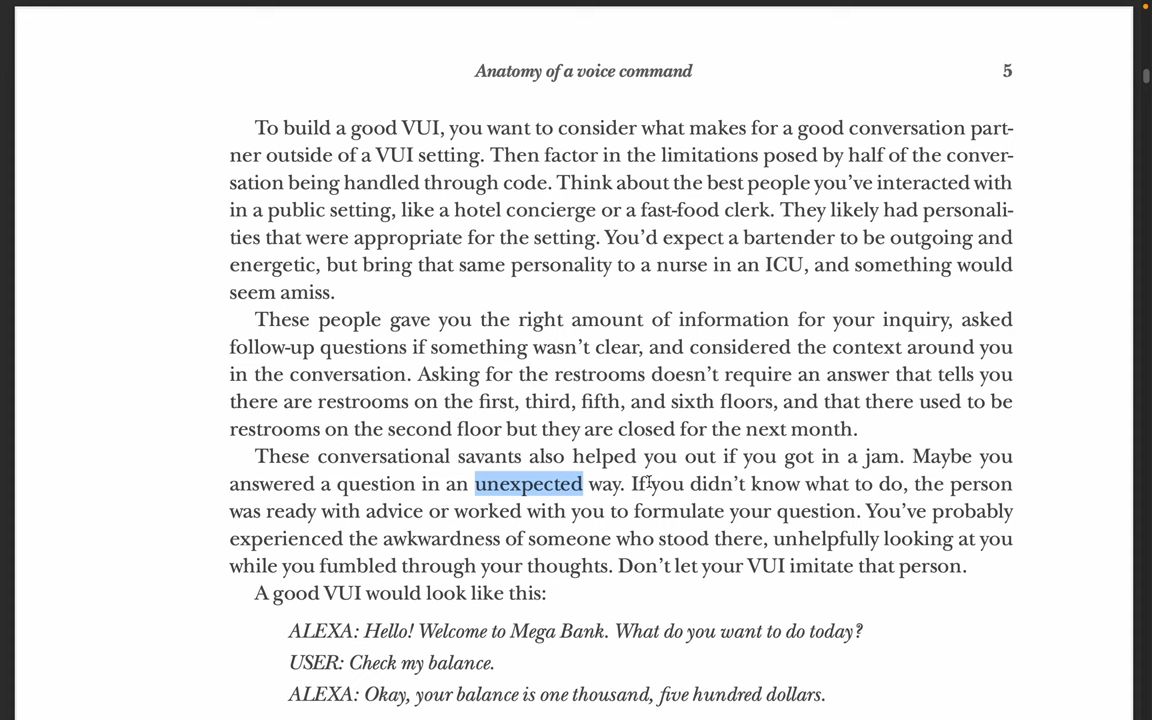 Anatomy of a voice command 5
To build a good VUI, you want to consider what makes for a good conversation part-
ner outside of a VUI setting. Then factor in the limitations posed by half of the conver-
sation being handled through code. Think about the best people you’ve interacted with
in a public setting, like a hotel concierge or a fast-food clerk. They likely had personali-
ties that were appropriate for the setting. You’d expect a bartender to be outgoing and
energetic, but bring that same personality to a nurse in an ICU, and something would
seem amiss.
These people gave you the right amount of information for your inquiry, asked
follow-up questions if something wasn’t clear, and considered the context around you
in the conversation. Asking for the restrooms doesn’t require an answer that tells you
there are restrooms on the first, third, fifth, and sixth floors, and that there used to be
restrooms on the second floor but they are closed for the next month.
These conversational savants also helped you out if you got in a jam. Maybe you
answered a question in an unexpected way. If you didn’t know what to do, the person
was ready with advice or worked with you to formulate your question. You’ve probably
experienced the awkwardness of someone who stood there, unhelpfully looking at you
while you fumbled through your thoughts. Don’t let your VUI imitate that person.
A good VUI would look like this:
ALEXA: Hello! Welcome to Mega Bank. What do you want to do today?
USER: Check my balance.
ALEXA: Okay, your balance is one thousand, five hundred dollars.